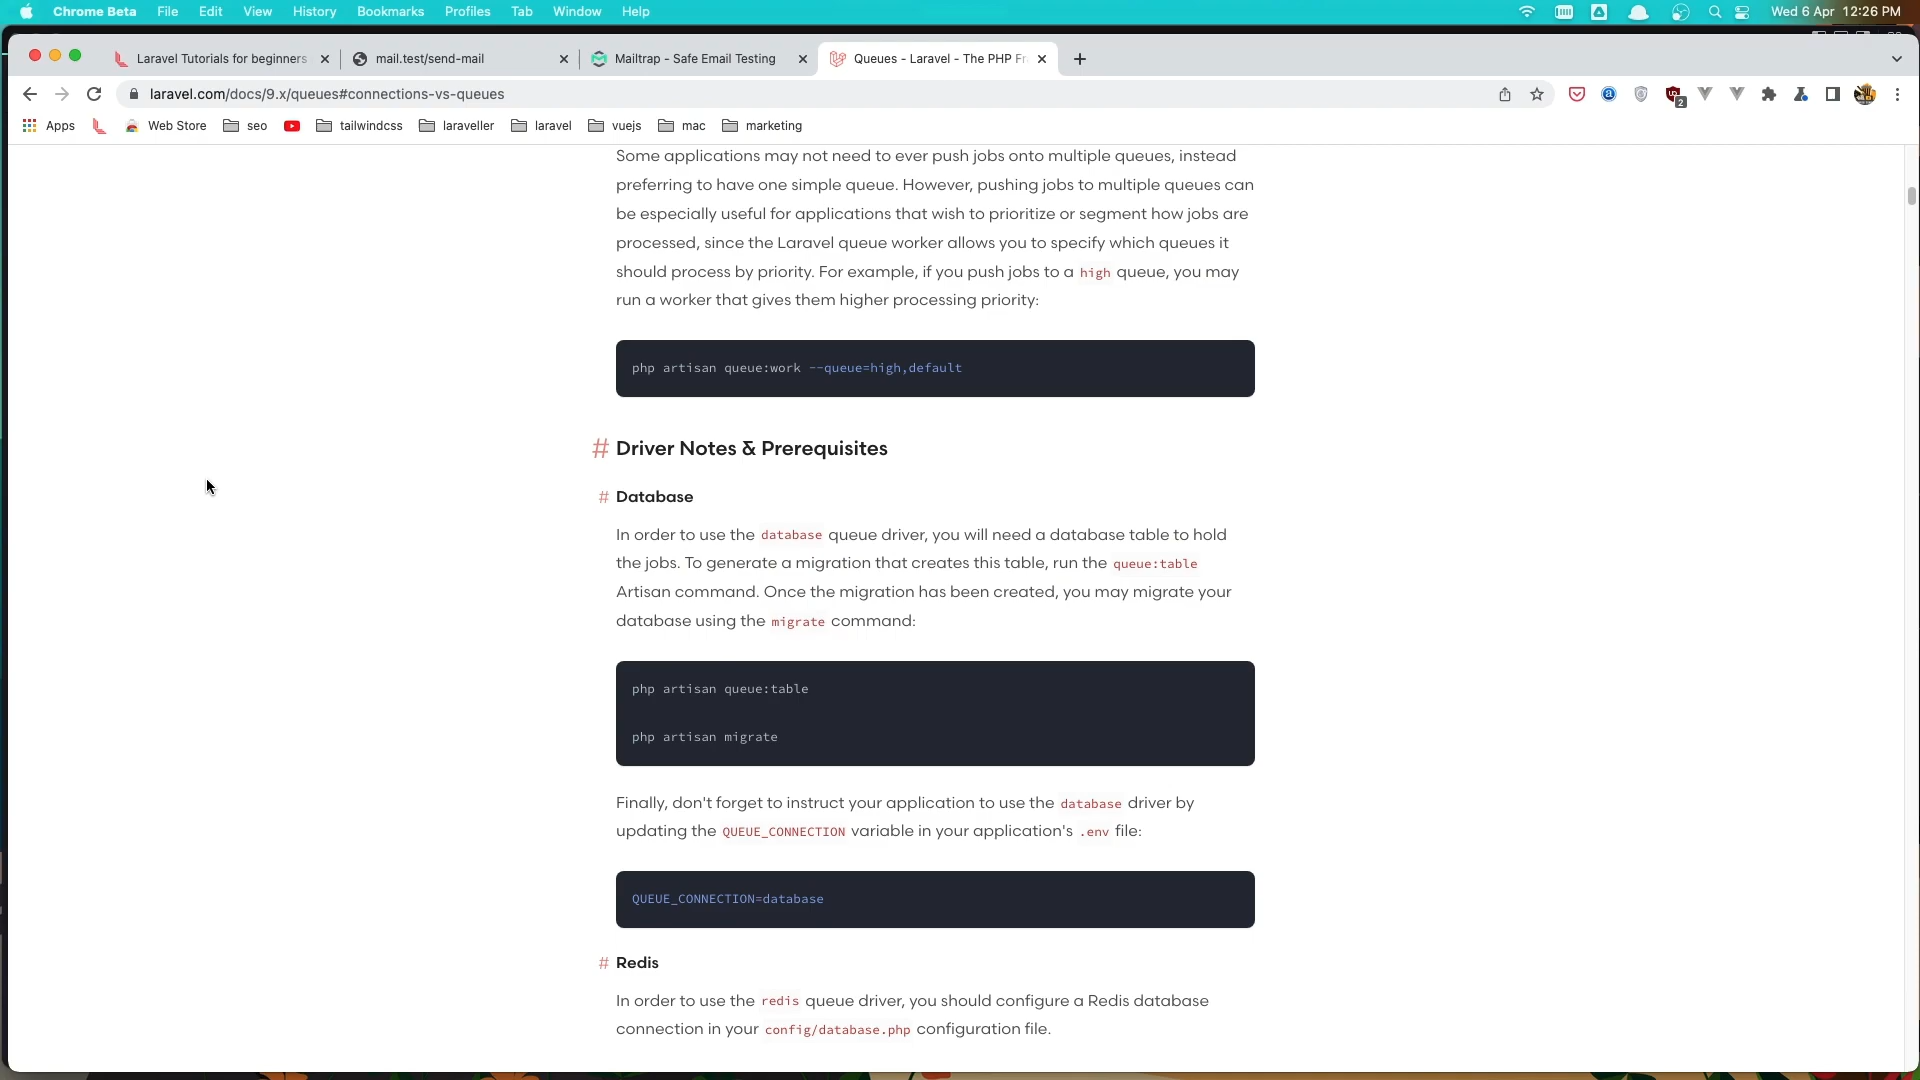 Chrome Beta File Edit View History Bookmarks Profiles Tab Window Help Wed 6 Apr 12:26 PM
Laravel Tutorials for beginners mail.test/send-mail Mailtrap - Safe Email Testing Queues - Laravel - The PHP Fr
laravel.com/docs/9.x/queues#connections-vs-queues 2
Apps Web Store seo tailwindcss laraveller laravel vuejs mac marketing
Some applications may not need to ever push jobs onto multiple queues, instead
preferring to have one simple queue. However, pushing jobs to multiple queues can
be especially useful for applications that wish to prioritize or segment how jobs are
processed, since the Laravel queue worker allows you to specify which queues it
should process by priority. For example, if you push jobs to a high queue, you may
run a worker that gives them higher processing priority:
php artisan queue:work --queue=high,default
# Driver Notes & Prerequisites
# Database
In order to use the database queue driver, you will need a database table to hold
the jobs. To generate a migration that creates this table, run the queue:table
Artisan command. Once the migration has been created, you may migrate your
database using the migrate command:
php artisan queue:table
php artisan migrate
Finally, don't forget to instruct your application to use the database driver by
updating the QUEUE_CONNECTION variable in your application's .env file:
QUEUE_CONNECTION=database
# Redis
In order to use the redis queue driver, you should configure a Redis database
connection in your config/database.php configuration file.